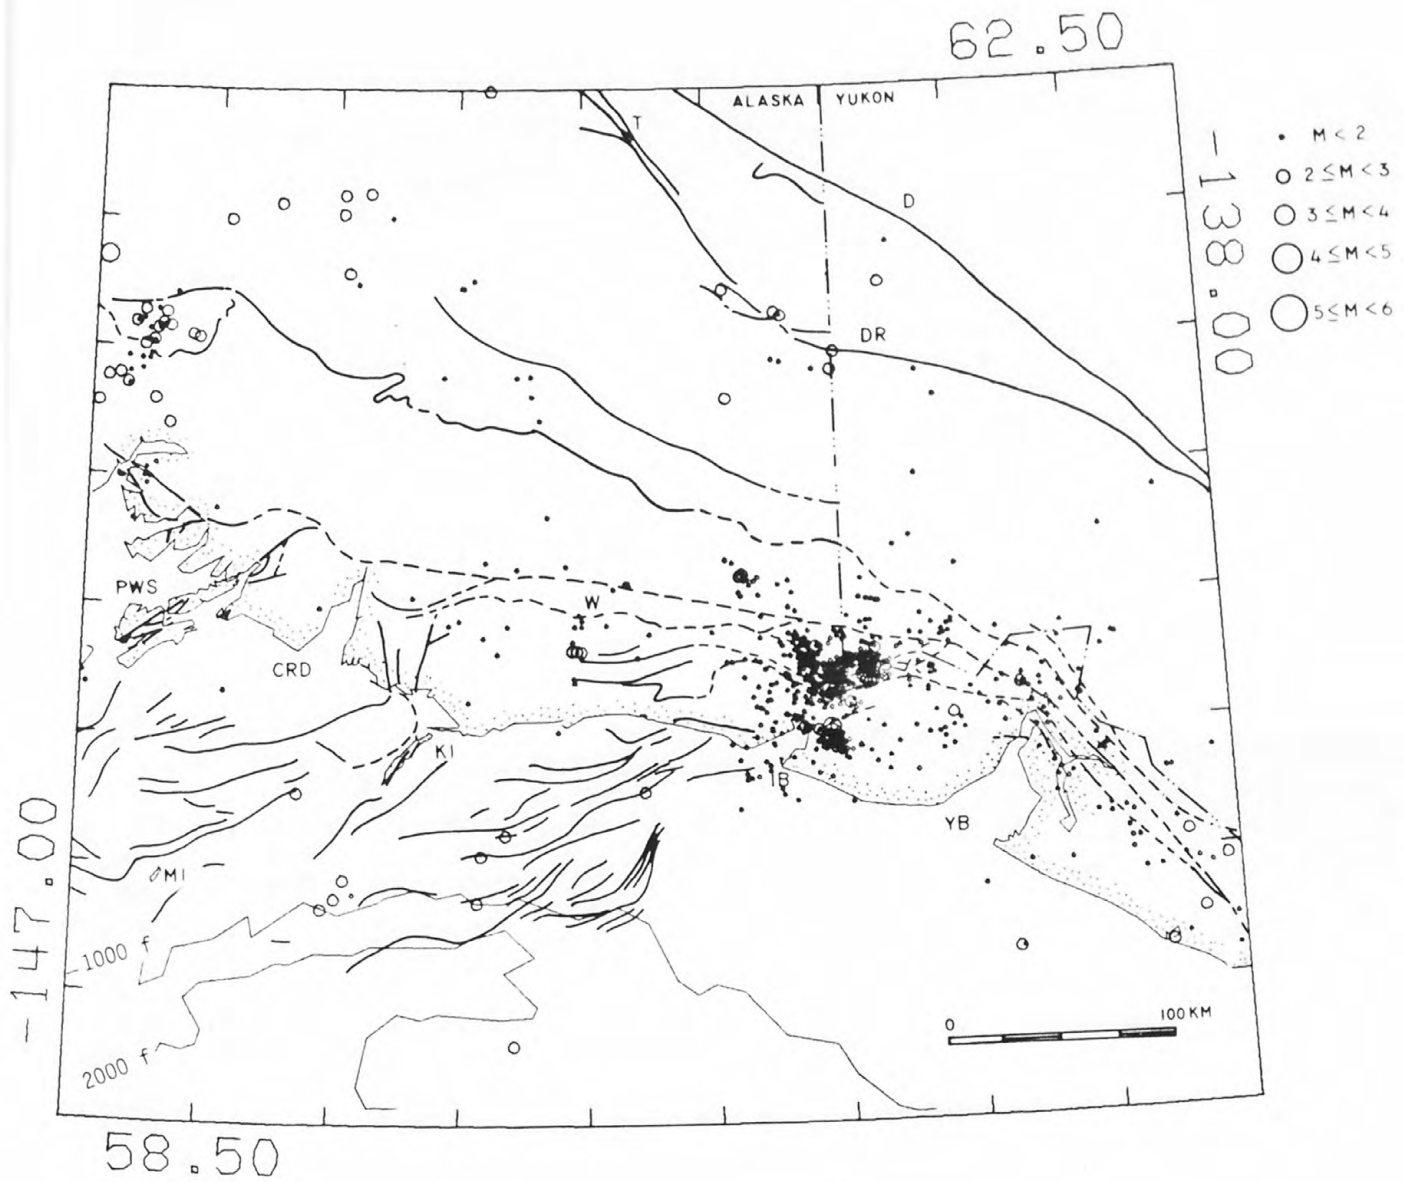 62.50
ALASKA YUKON
T
D
DR
-138.00
M < 2
2 ≤ M < 3
3 ≤ M < 4
4 ≤ M < 5
5 ≤ M < 6
PWS
W
CRD
KI
IB
YB
MI
-147.00
1000 f
2000 f
0 100 KM
58.50